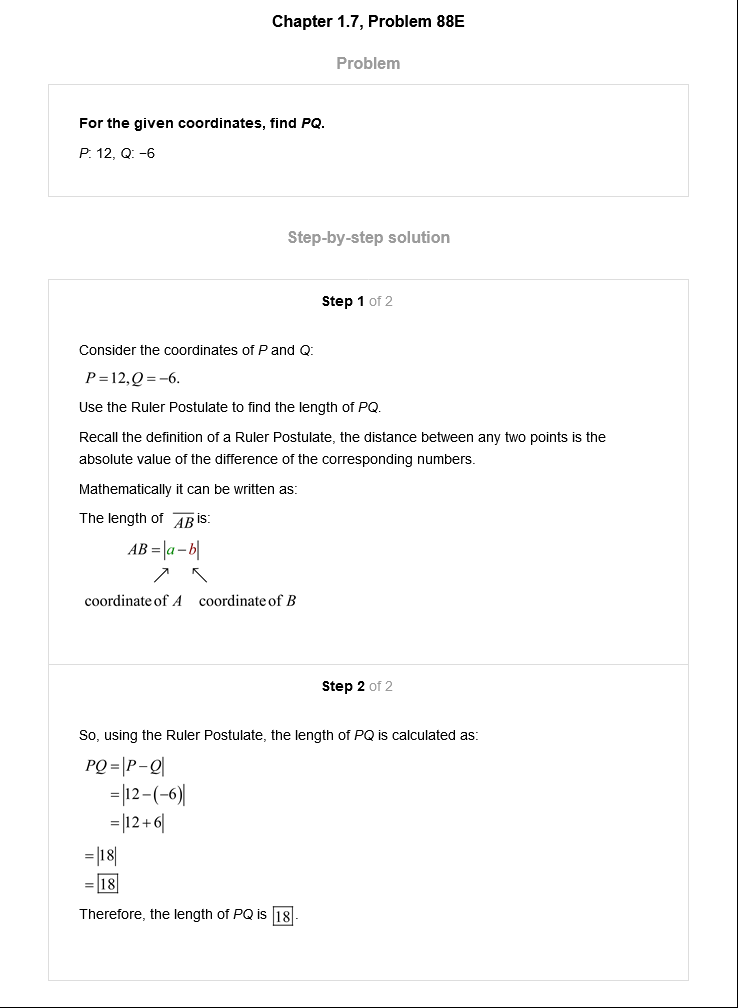 Chapter 1.7, Problem 88E
Problem
For the given coordinates, find PQ.
P: 12, Q: −6
Step-by-step solution
Step 1 of 2
Consider the coordinates of P and Q:
P = 12, Q = −6.
Use the Ruler Postulate to find the length of PQ.
Recall the definition of a Ruler Postulate, the distance between any two points is the
absolute value of the difference of the corresponding numbers.
Mathematically it can be written as:
The length of A̅B̅ is:
AB = |a − b|
↗ ↖
coordinate of A coordinate of B
Step 2 of 2
So, using the Ruler Postulate, the length of PQ is calculated as:
PQ = |P − Q|
= |12 − (−6)|
= |12 + 6|
= |18|
= 18
Therefore, the length of PQ is 18.